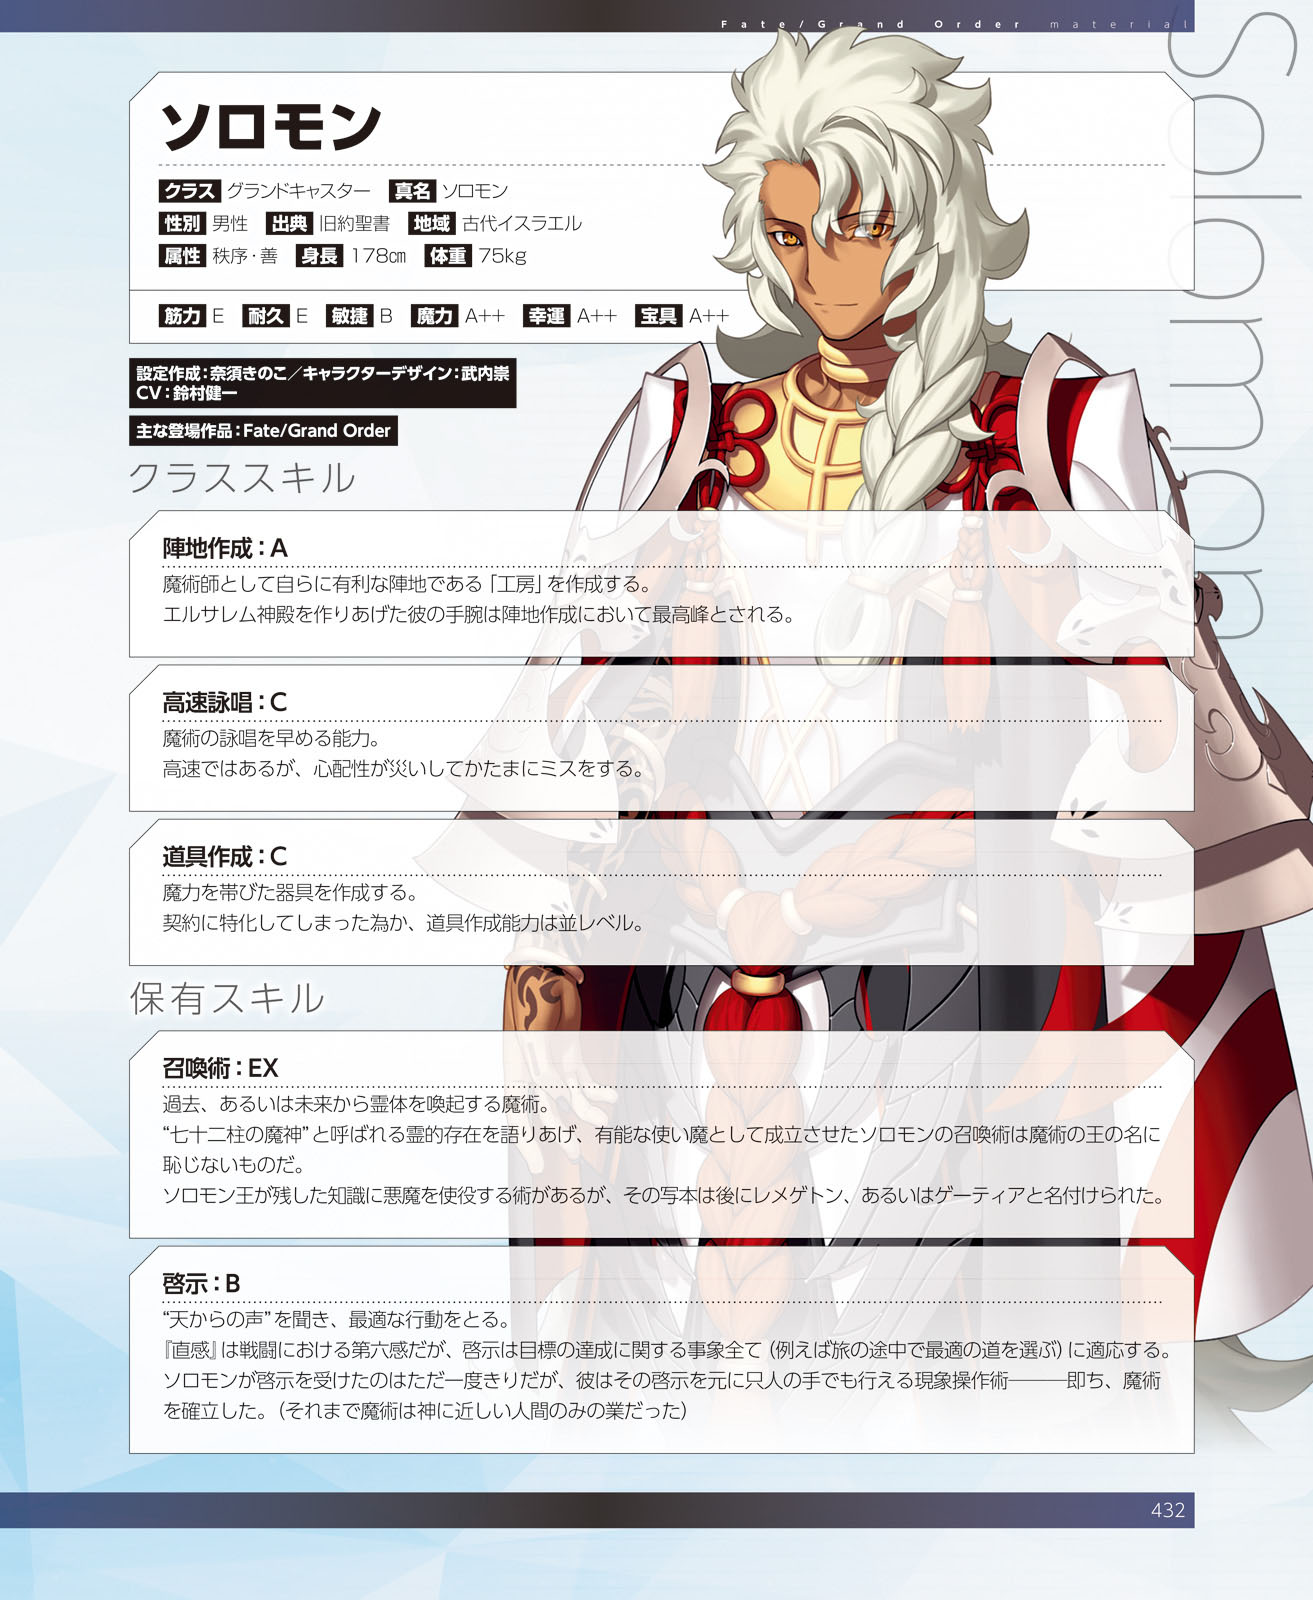 Fate/Grand Order material
Solomon
ソロモン
クラス グランドキャスター 真名 ソロモン
性別 男性 出典 旧約聖書 地域 古代イスラエル
属性 秩序・善 身長 178㎝ 体重 75kg
筋力 E 耐久 E 敏捷 B 魔力 A++ 幸運 A++ 宝具 A++
設定作成：奈須きのこ／キャラクターデザイン：武内崇
CV：鈴村健一
主な登場作品：Fate/Grand Order
クラススキル
陣地作成：A
魔術師として自らに有利な陣地である「工房」を作成する。
エルサレム神殿を作りあげた彼の手腕は陣地作成において最高峰とされる。
高速詠唱：C
魔術の詠唱を早める能力。
高速ではあるが、心配性が災いしてかたまにミスをする。
道具作成：C
魔力を帯びた器具を作成する。
契約に特化してしまった為か、道具作成能力は並レベル。
保有スキル
召喚術：EX
過去、あるいは未来から霊体を喚起する魔術。
“七十二柱の魔神”と呼ばれる霊的存在を語りあげ、有能な使い魔として成立させたソロモンの召喚術は魔術の王の名に
恥じないものだ。
ソロモン王が残した知識に悪魔を使役する術があるが、その写本は後にレメゲトン、あるいはゲーティアと名付けられた。
啓示：B
“天からの声”を聞き、最適な行動をとる。
『直感』は戦闘における第六感だが、啓示は目標の達成に関する事象全て（例えば旅の途中で最適の道を選ぶ）に適応する。
ソロモンが啓示を受けたのはただ一度きりだが、彼はその啓示を元に只人の手でも行える現象操作術―――即ち、魔術
を確立した。（それまで魔術は神に近しい人間のみの業だった）
432